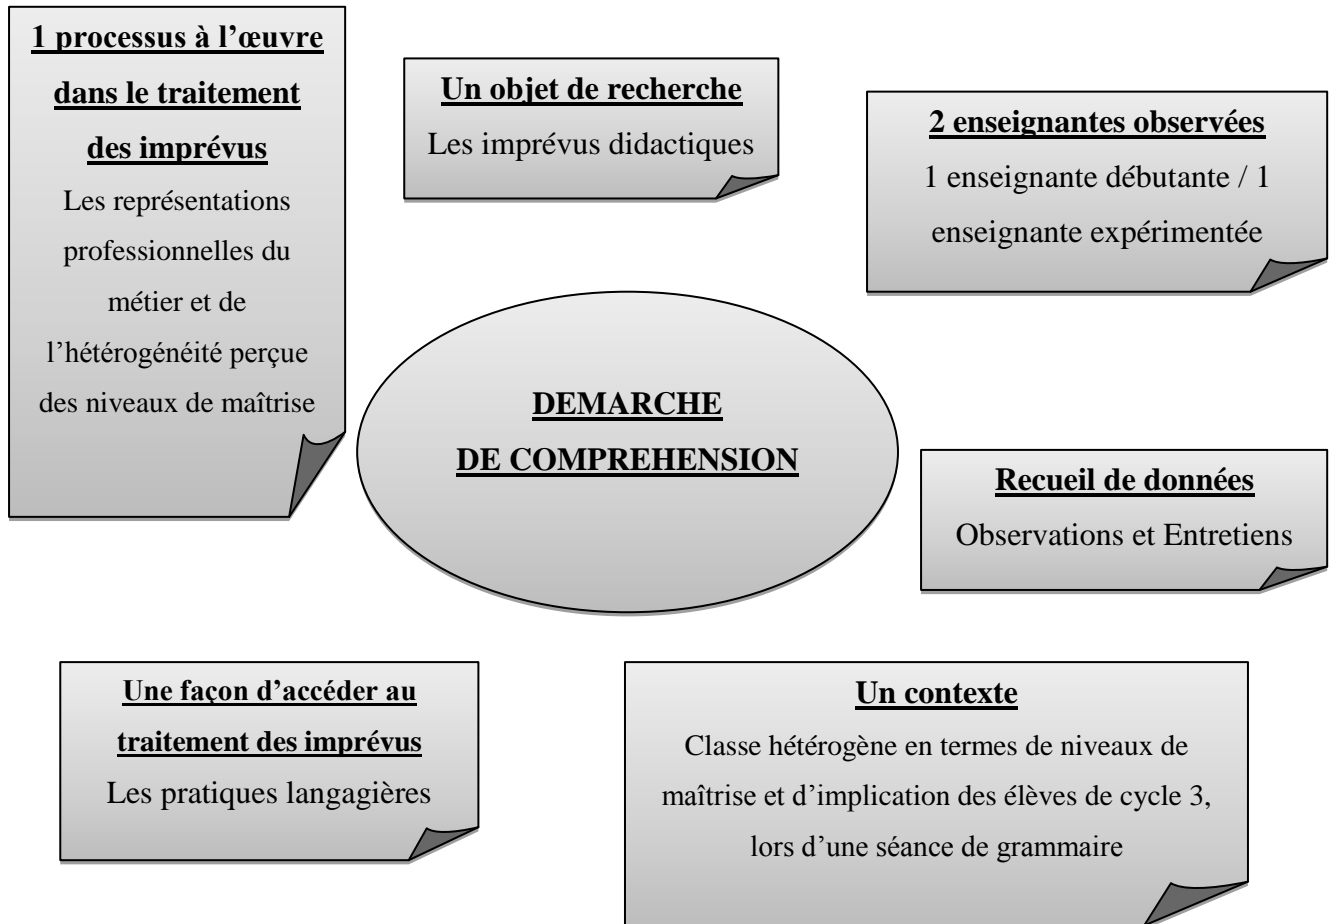 1 processus à l’œuvre
dans le traitement
des imprévus
Les représentations
professionnelles du
métier et de
l’hétérogénéité perçue
des niveaux de maîtrise
Un objet de recherche
Les imprévus didactiques
2 enseignantes observées
1 enseignante débutante / 1
enseignante expérimentée
DEMARCHE
DE COMPREHENSION
Recueil de données
Observations et Entretiens
Une façon d’accéder au
traitement des imprévus
Les pratiques langagières
Un contexte
Classe hétérogène en termes de niveaux de
maîtrise et d’implication des élèves de cycle 3,
lors d’une séance de grammaire